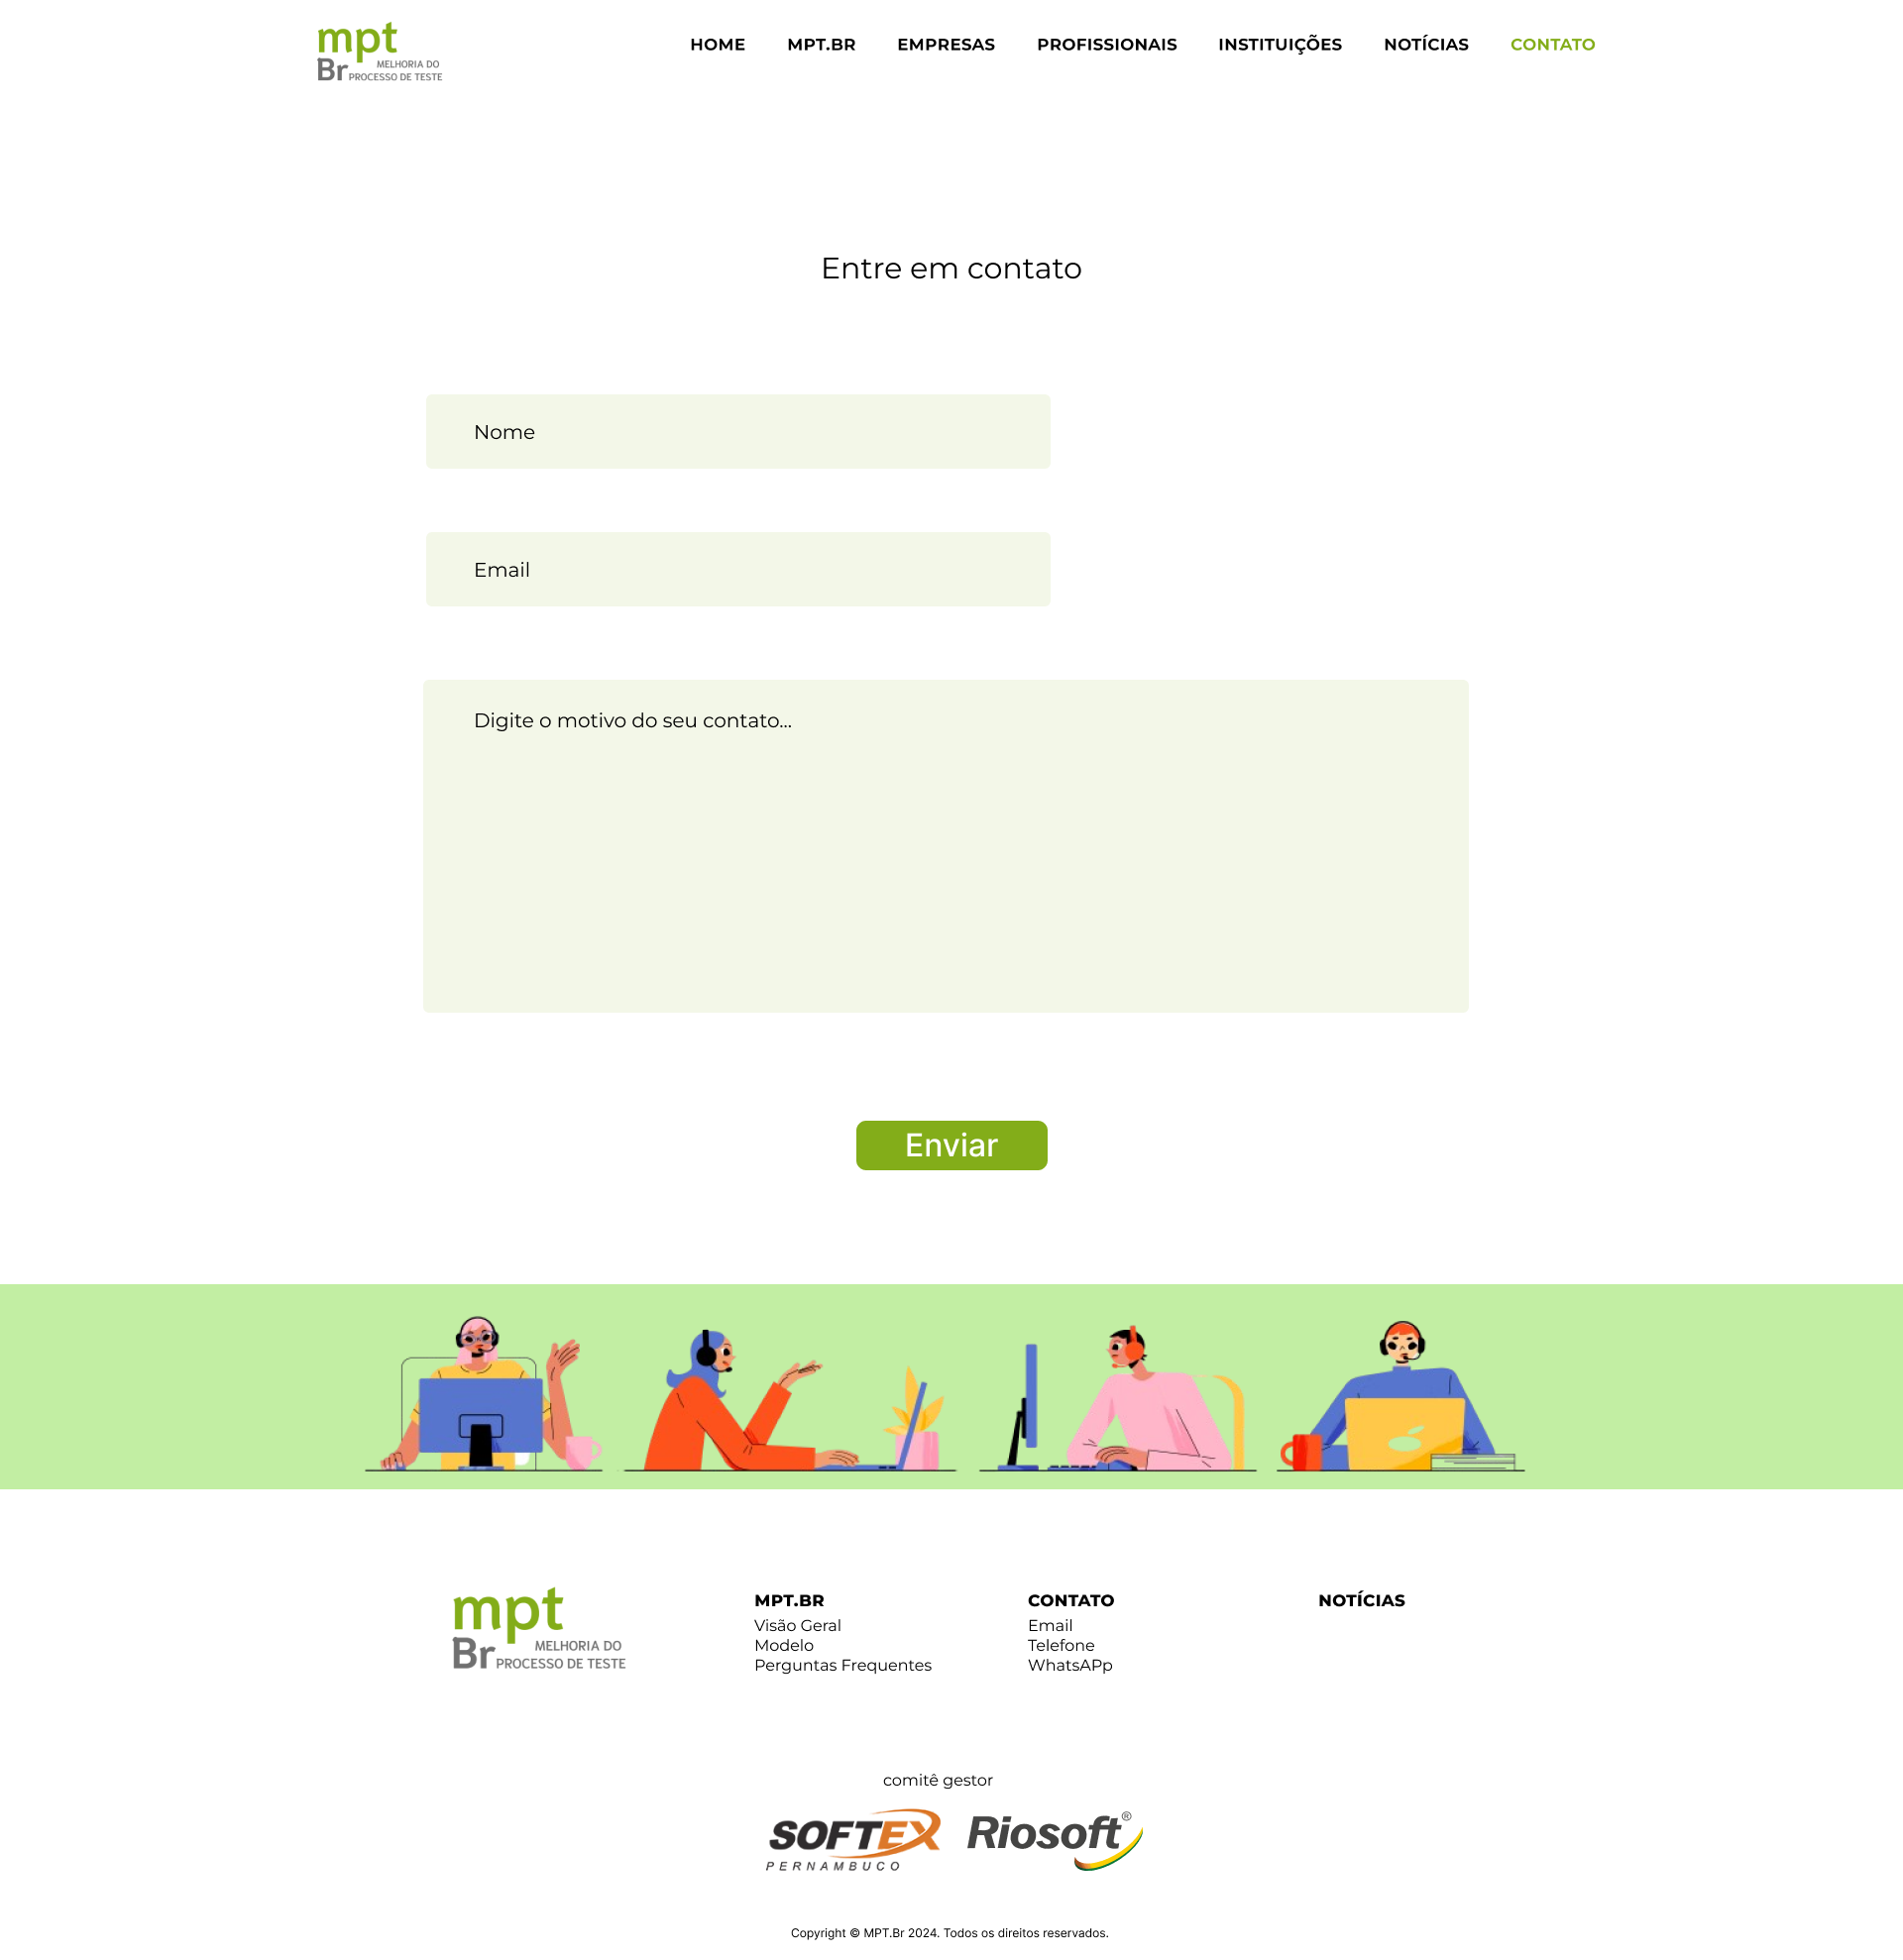 mpt
Br MELHORIA DO
PROCESSO DE TESTE
HOME MPT.BR EMPRESAS PROFISSIONAIS INSTITUIÇÕES NOTÍCIAS CONTATO
Entre em contato
Nome
Email
Digite o motivo do seu contato...
Enviar
mpt
Br MELHORIA DO
PROCESSO DE TESTE
MPT.BR
Visão Geral
Modelo
Perguntas Frequentes
CONTATO
Email
Telefone
WhatsAPp
NOTÍCIAS
comitê gestor
SOFTEX
PERNAMBUCO
Riosoft®
Copyright © MPT.Br 2024. Todos os direitos reservados.